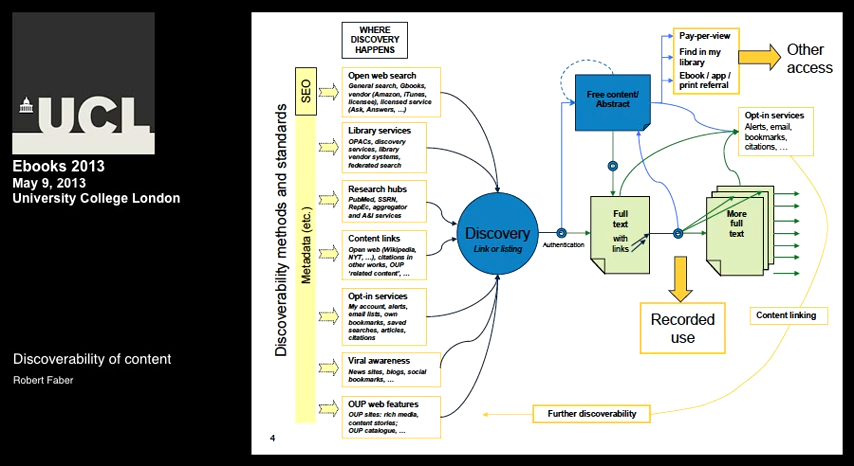 UCL
Ebooks 2013
May 9, 2013
University College London
Discoverability of content
Robert Faber
WHERE
DISCOVERY
HAPPENS
Discoverability methods and standards
SEO
Metadata (etc.)
Open web search
General search, Gbooks,
vendor (Amazon, iTunes,
licensee), licensed service
(Ask, Answers, …)
Library services
OPACs, discovery
services, library
vendor systems,
federated search
Research hubs
PubMed, SSRN,
RepEc, aggregator
and A&I services
Content links
Open web (Wikipedia,
NYT, …), citations in
other works, OUP
'related content', …
Opt-in services
My account, alerts,
email lists, own
bookmarks, saved
searches, articles,
citations
Viral awareness
News sites, blogs, social
bookmarks, …
OUP web features
OUP sites: rich media,
content stories;
OUP catalogue, …
Discovery
Link or listing
Authentication
Free content/
Abstract
Full
text
with
links
More
full
text
Pay-per-view
Find in my
library
Ebook / app /
print referral
Other
access
Opt-in services
Alerts, email,
bookmarks,
citations, …
Recorded
use
Content linking
Further discoverability
4